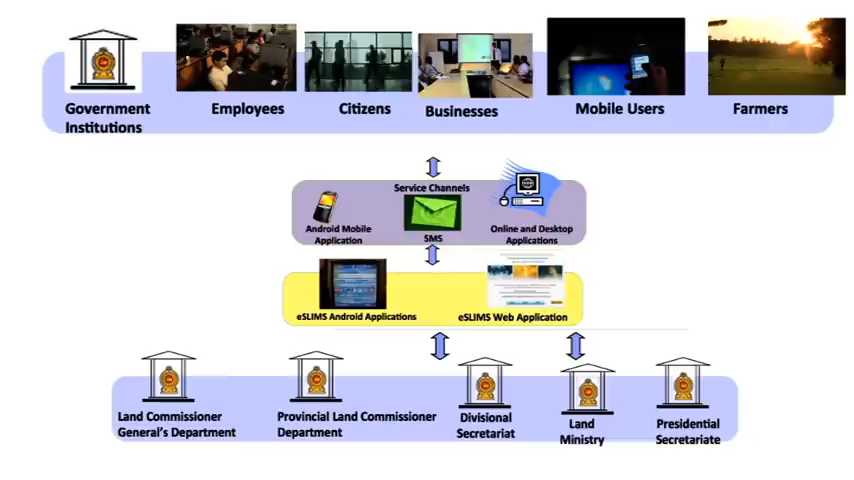 Government
Institutions
Employees
Citizens
Businesses
Mobile Users
Farmers
Service Channels
Android Mobile
Application
SMS
Online and Desktop
Applications
eSLIMS Android Applications
eSLIMS Web Application
Land Commissioner
General's Department
Provincial Land Commissioner
Department
Divisional
Secretariat
Land
Ministry
Presidential
Secretariate